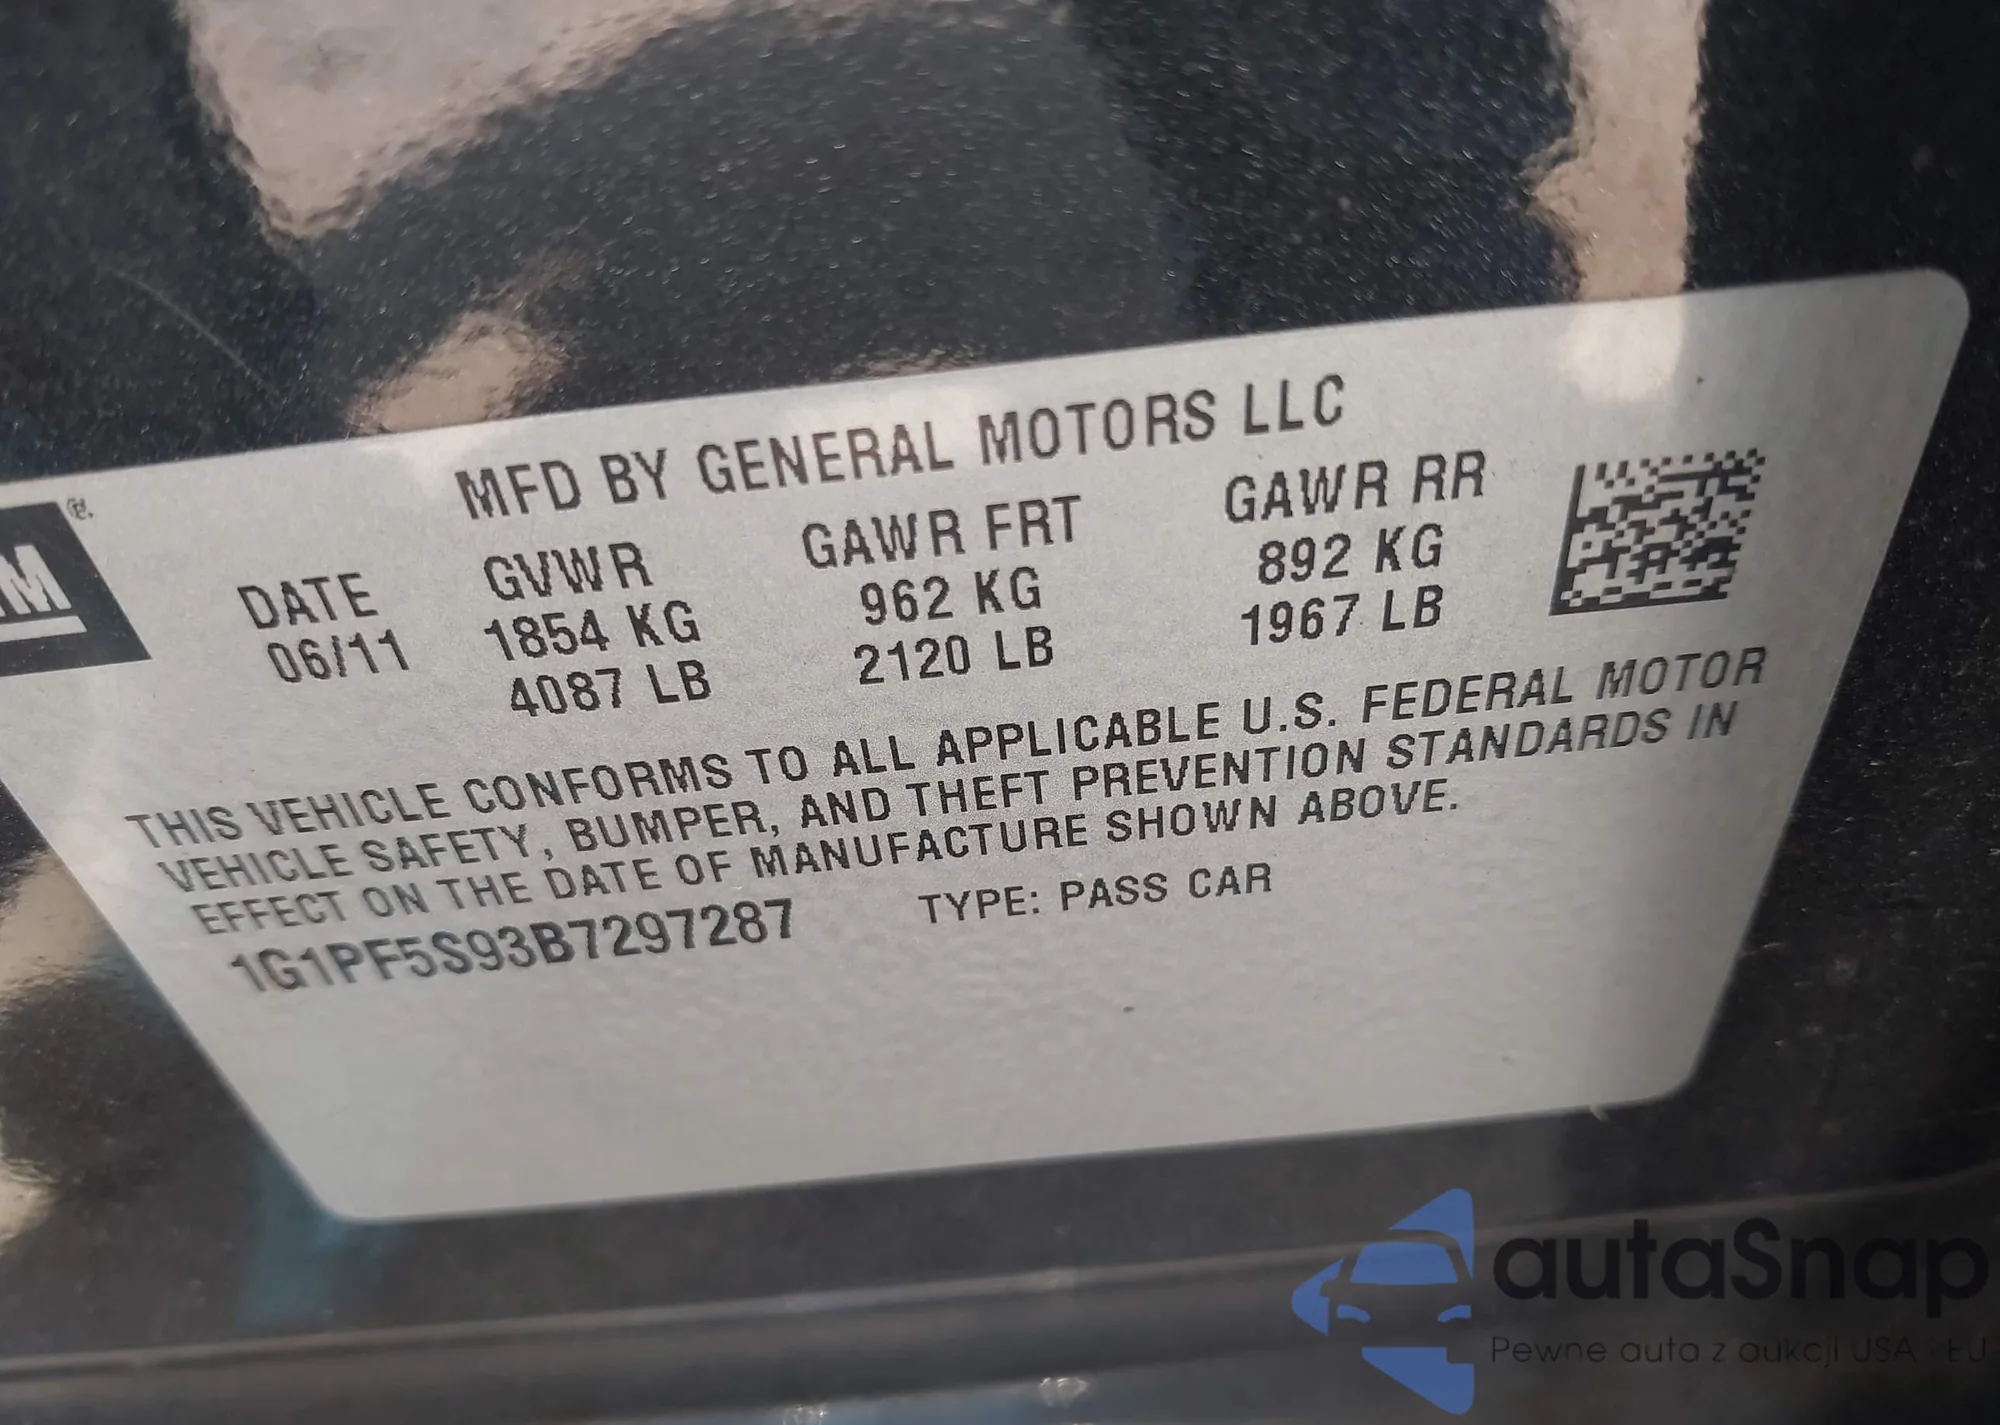 MFD BY GENERAL MOTORS LLC
DATE GVWR GAWR FRT GAWR RR
06/11 1854 KG 962 KG 892 KG
4087 LB 2120 LB 1967 LB
THIS VEHICLE CONFORMS TO ALL APPLICABLE U.S. FEDERAL MOTOR
VEHICLE SAFETY, BUMPER, AND THEFT PREVENTION STANDARDS IN
EFFECT ON THE DATE OF MANUFACTURE SHOWN ABOVE.
1G1PF5S93B7297287 TYPE: PASS CAR
autaSnap
Pewne auta z aukcji USA - EU